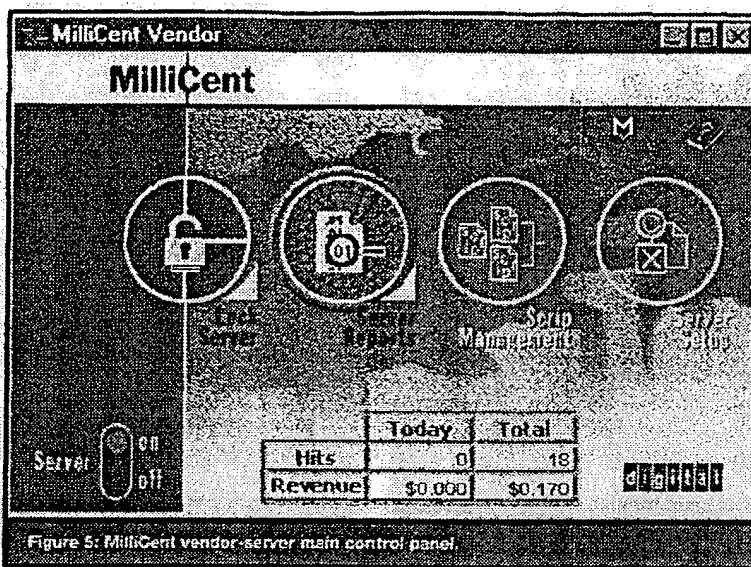 MilliCent Vendor
MilliCent
01
Lock Server
Server Reports
Scrip Management
Server Setup
Today Total
Hits 0 18
Revenue $0.000 $0.170
Server on off
digital
Figure 5: MilliCent vendor-server main control panel.